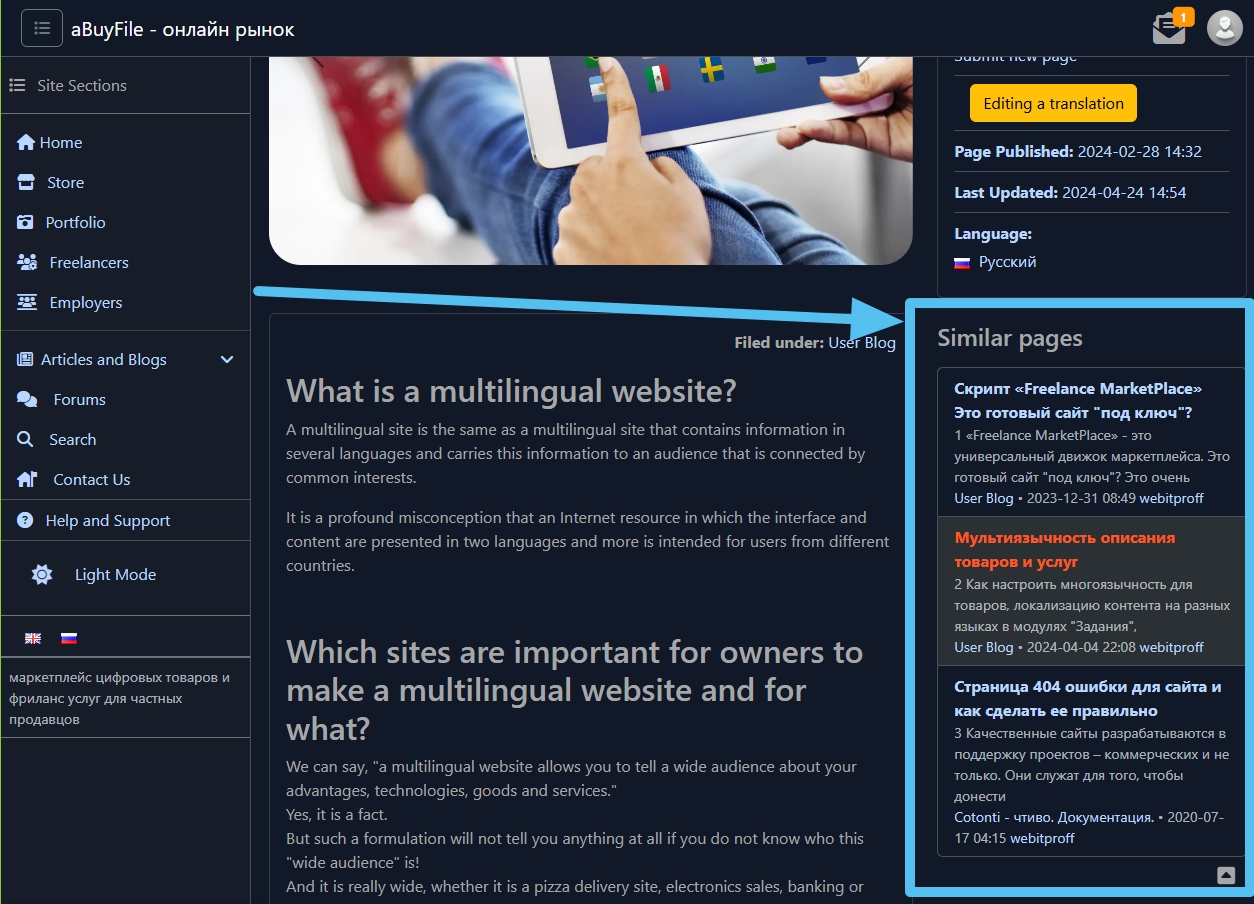 aBuyFile - онлайн рынок
1
Site Sections
Home
Store
Portfolio
Freelancers
Employers
Articles and Blogs
Forums
Search
Contact Us
Help and Support
Light Mode
маркетплейс цифровых товаров и
фриланс услуг для частных
продавцов
Filed under: User Blog
What is a multilingual website?
A multilingual site is the same as a multilingual site that contains information in
several languages and carries this information to an audience that is connected by
common interests.
It is a profound misconception that an Internet resource in which the interface and
content are presented in two languages and more is intended for users from different
countries.
Which sites are important for owners to
make a multilingual website and for
what?
We can say, "a multilingual website allows you to tell a wide audience about your
advantages, technologies, goods and services."
Yes, it is a fact.
But such a formulation will not tell you anything at all if you do not know who this
"wide audience" is!
And it is really wide, whether it is a pizza delivery site, electronics sales, banking or
Submit new page
Editing a translation
Page Published: 2024-02-28 14:32
Last Updated: 2024-04-24 14:54
Language:
Русский
Similar pages
Скрипт «Freelance MarketPlace»
Это готовый сайт "под ключ"?
1 «Freelance MarketPlace» - это
универсальный движок маркетплейса. Это
готовый сайт "под ключ"? Это очень
User Blog • 2023-12-31 08:49 webitproff
Мультиязычность описания
товаров и услуг
2 Как настроить многоязычность для
товаров, локализацию контента на разных
языках в модулях "Задания",
User Blog • 2024-04-04 22:08 webitproff
Страница 404 ошибки для сайта и
как сделать ее правильно
3 Качественные сайты разрабатываются в
поддержку проектов – коммерческих и не
только. Они служат для того, чтобы
донести
Cotonti - чтиво. Документация. • 2020-07-
17 04:15 webitproff